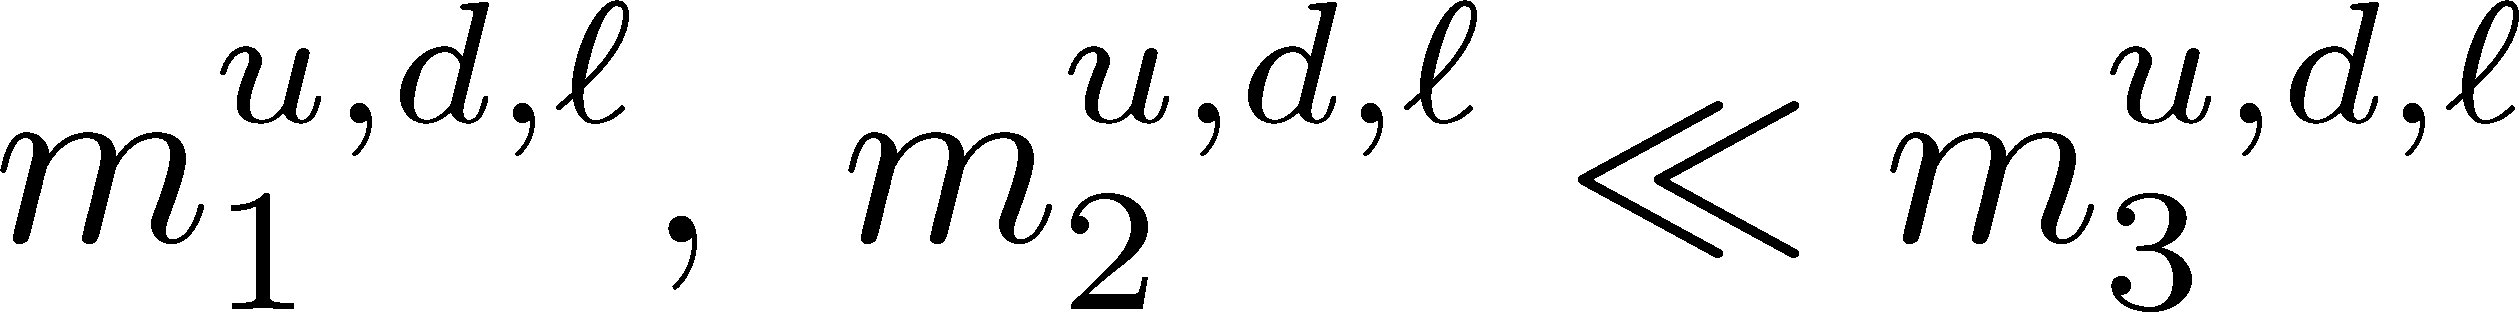 $m_1^{u,d,\ell}, \; m_2^{u,d,\ell} \ll m_3^{u,d,\ell}$